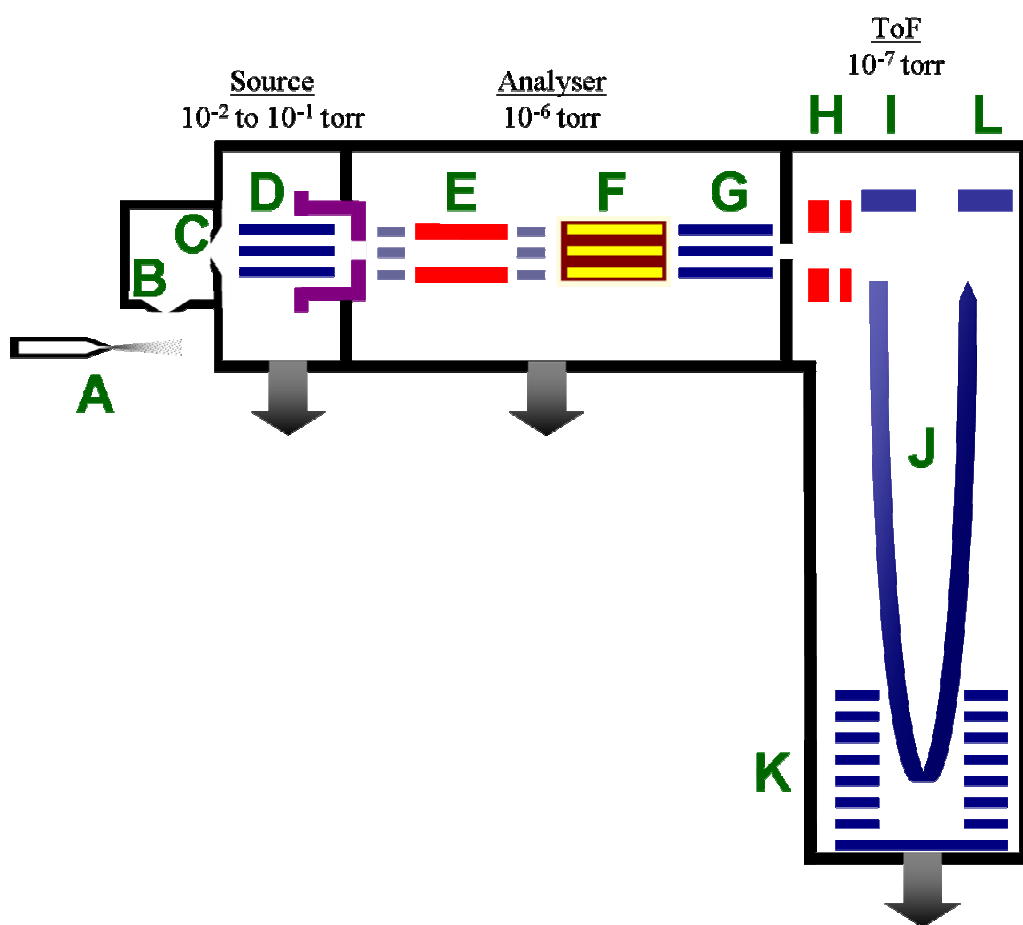 ToF
10⁻⁷ torr
Source
10⁻² to 10⁻¹ torr
Analyser
10⁻⁶ torr
H I L
D E F G
C
B
A
J
K